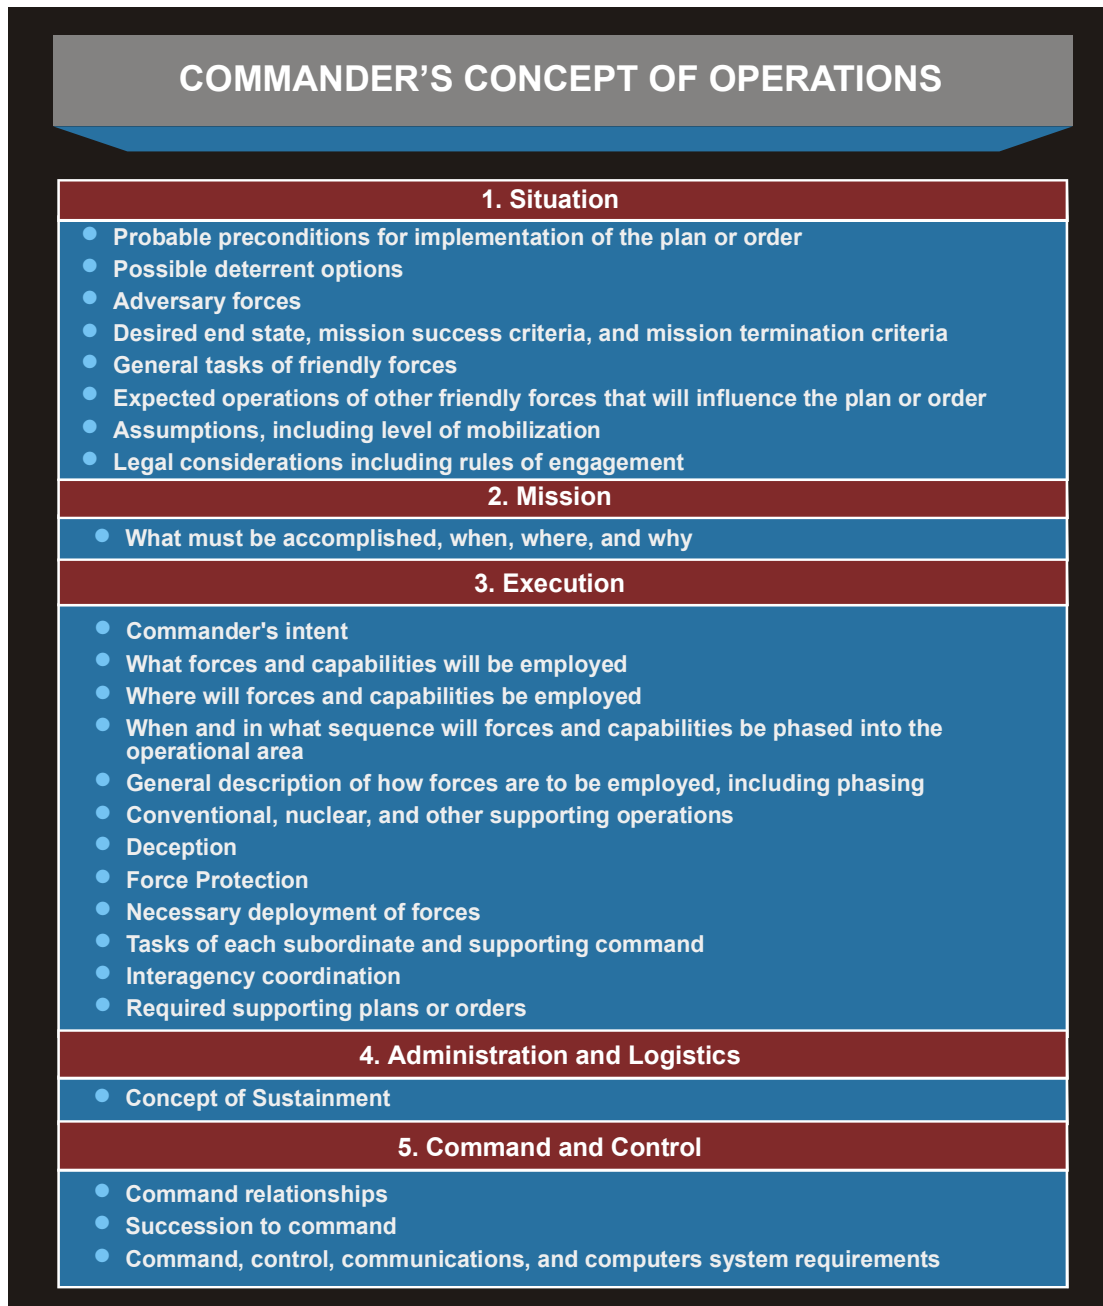 COMMANDER’S CONCEPT OF OPERATIONS
1. Situation
Probable preconditions for implementation of the plan or order
Possible deterrent options
Adversary forces
Desired end state, mission success criteria, and mission termination criteria
General tasks of friendly forces
Expected operations of other friendly forces that will influence the plan or order
Assumptions, including level of mobilization
Legal considerations including rules of engagement
2. Mission
What must be accomplished, when, where, and why
3. Execution
Commander's intent
What forces and capabilities will be employed
Where will forces and capabilities be employed
When and in what sequence will forces and capabilities be phased into the
operational area
General description of how forces are to be employed, including phasing
Conventional, nuclear, and other supporting operations
Deception
Force Protection
Necessary deployment of forces
Tasks of each subordinate and supporting command
Interagency coordination
Required supporting plans or orders
4. Administration and Logistics
Concept of Sustainment
5. Command and Control
Command relationships
Succession to command
Command, control, communications, and computers system requirements